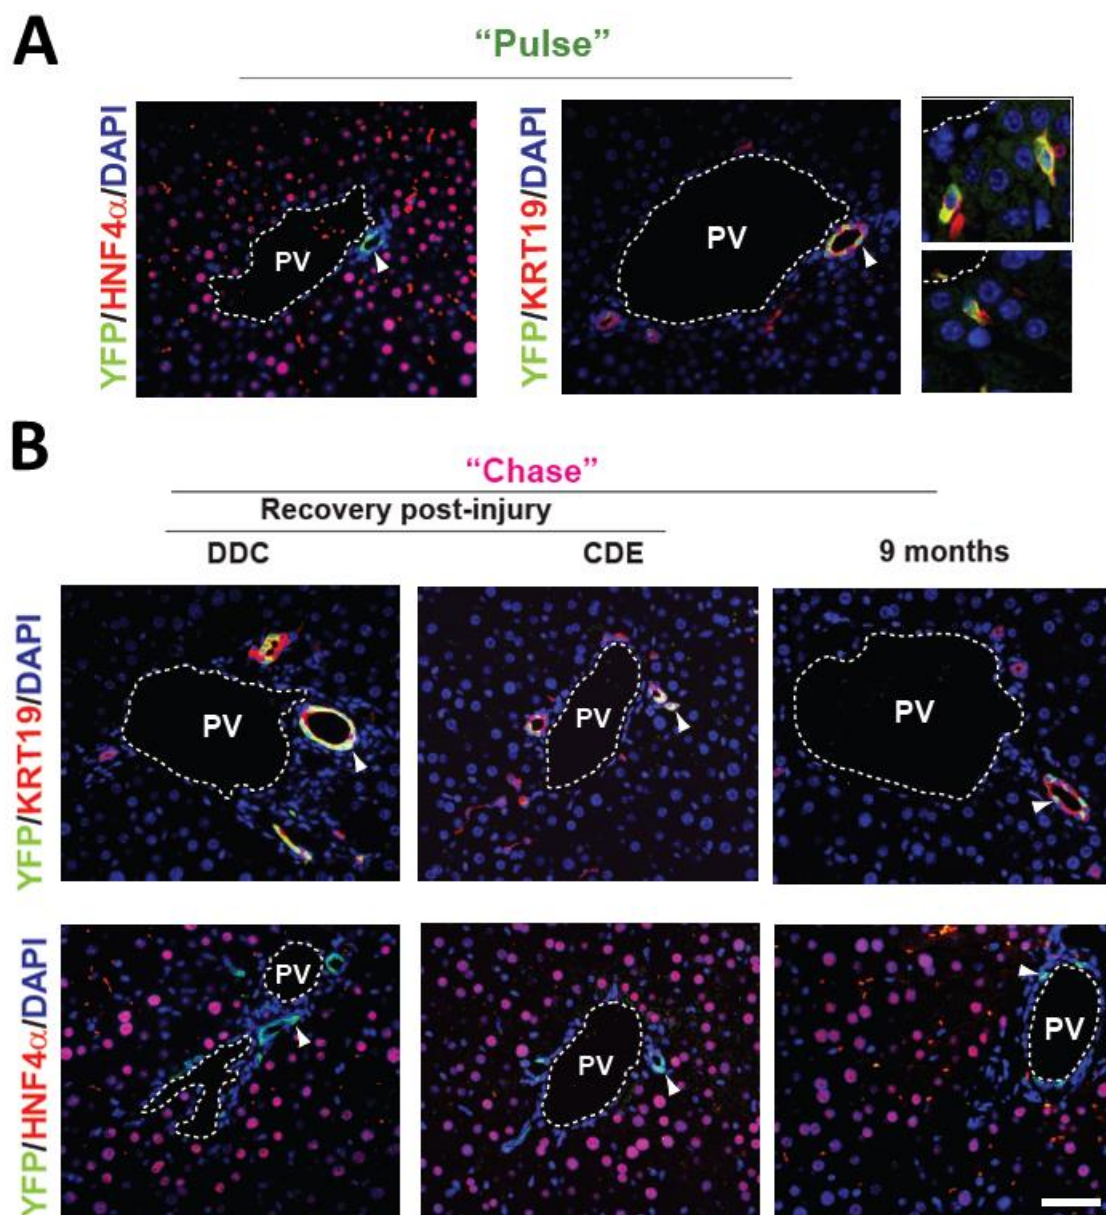 A
“Pulse”
YFP/HNF4α/DAPI
PV
YFP/KRT19/DAPI
PV
B
“Chase”
Recovery post-injury
DDC
CDE
9 months
YFP/KRT19/DAPI
PV
PV
PV
YFP/HNF4α/DAPI
PV
PV
PV